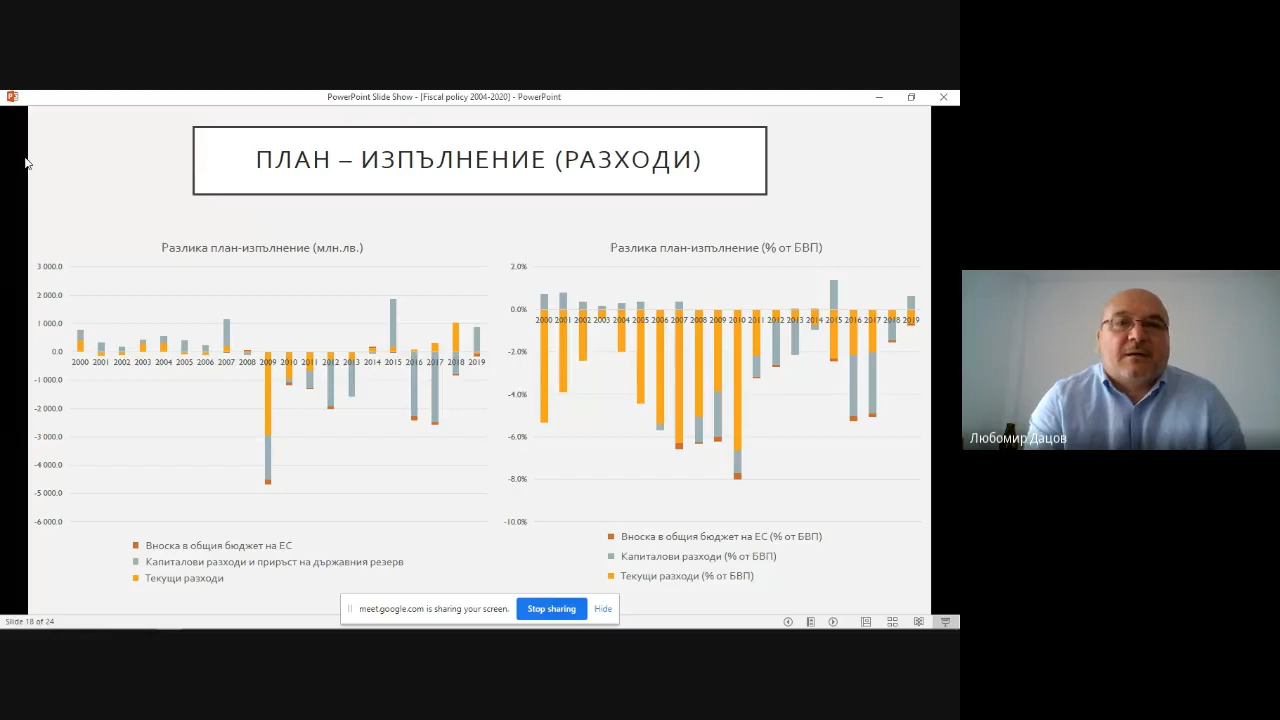 PowerPoint Slide Show - [Fiscal policy 2004-2020] - PowerPoint
ПЛАН – ИЗПЪЛНЕНИЕ (РАЗХОДИ)
Разлика план-изпълнение (млн.лв.)
3 000.0
2 000.0
1 000.0
0.0
-1 000.0
-2 000.0
-3 000.0
-4 000.0
-5 000.0
-6 000.0
2000 2001 2002 2003 2004 2005 2006 2007 2008 2009 2010 2011 2012 2013 2014 2015 2016 2017 2018 2019
Вноска в общия бюджет на ЕС
Капиталови разходи и прираст на държавния резерв
Текущи разходи
Разлика план-изпълнение (% от БВП)
2.0%
0.0%
-2.0%
-4.0%
-6.0%
-8.0%
-10.0%
2000 2001 2002 2003 2004 2005 2006 2007 2008 2009 2010 2011 2012 2013 2014 2015 2016 2017 2018 2019
Вноска в общия бюджет на ЕС (% от БВП)
Капиталови разходи (% от БВП)
Текущи разходи (% от БВП)
meet.google.com is sharing your screen.
Stop sharing
Hide
Slide 18 of 24
Любомир Дацов